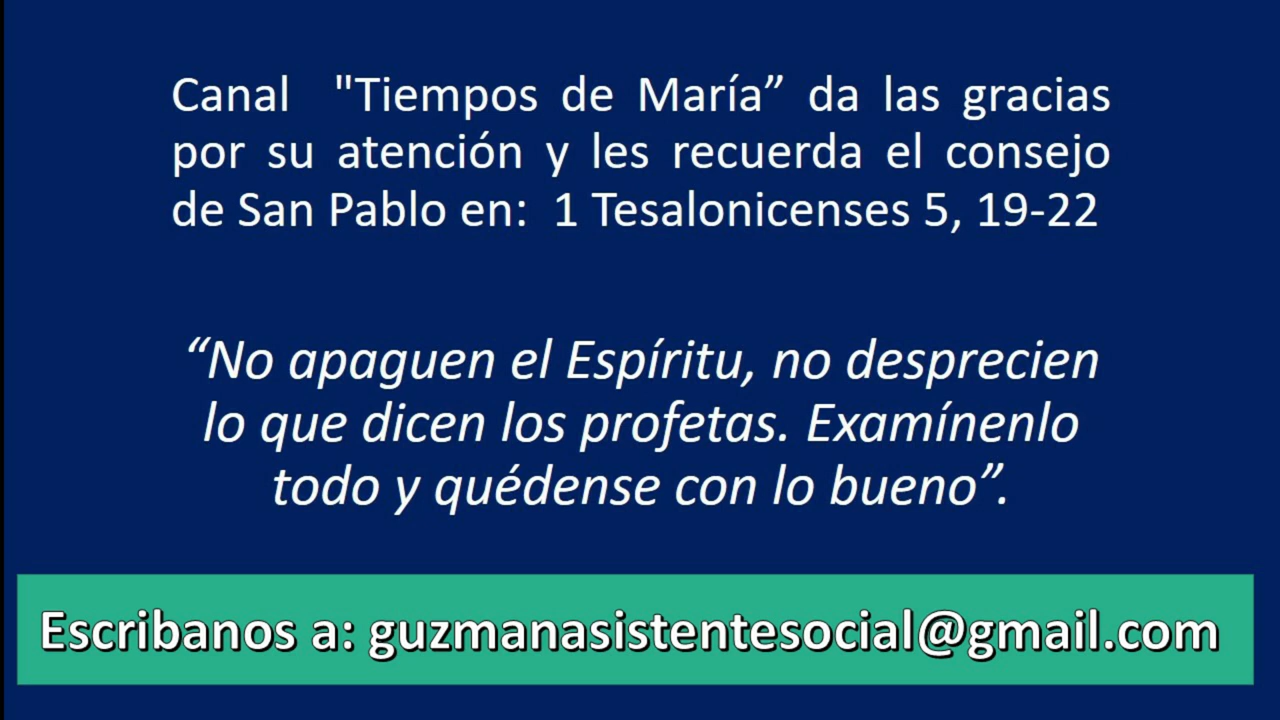 Canal "Tiempos de María” da las gracias
por su atención y les recuerda el consejo
de San Pablo en: 1 Tesalonicenses 5, 19-22
“No apaguen el Espíritu, no desprecien
lo que dicen los profetas. Examínenlo
todo y quédense con lo bueno”.
Escribanos a: guzmanasistentesocial@gmail.com